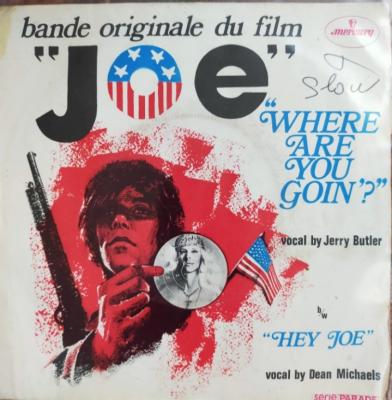 bande originale du film
"JOe"
mercury
Slow
"WHERE
ARE
YOU
GOIN'?"
vocal by Jerry Butler
b/w
"HEY JOE"
vocal by Dean Michaels
série PARADE